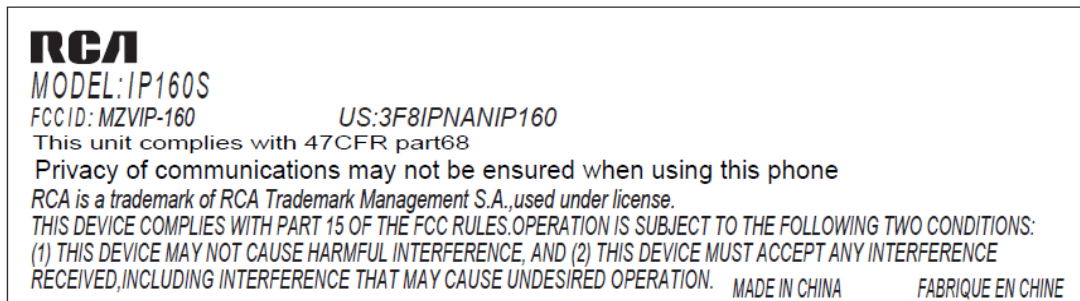 RCA
MODEL:IP160S
FCCID: MZVIP-160 US:3F8IPNANIP160
This unit complies with 47CFR part68
Privacy of communications may not be ensured when using this phone
RCA is a trademark of RCA Trademark Management S.A.,used under license.
THIS DEVICE COMPLIES WITH PART 15 OF THE FCC RULES.OPERATION IS SUBJECT TO THE FOLLOWING TWO CONDITIONS:
(1) THIS DEVICE MAY NOT CAUSE HARMFUL INTERFERENCE, AND (2) THIS DEVICE MUST ACCEPT ANY INTERFERENCE
RECEIVED,INCLUDING INTERFERENCE THAT MAY CAUSE UNDESIRED OPERATION. MADE IN CHINA FABRIQUE EN CHINE